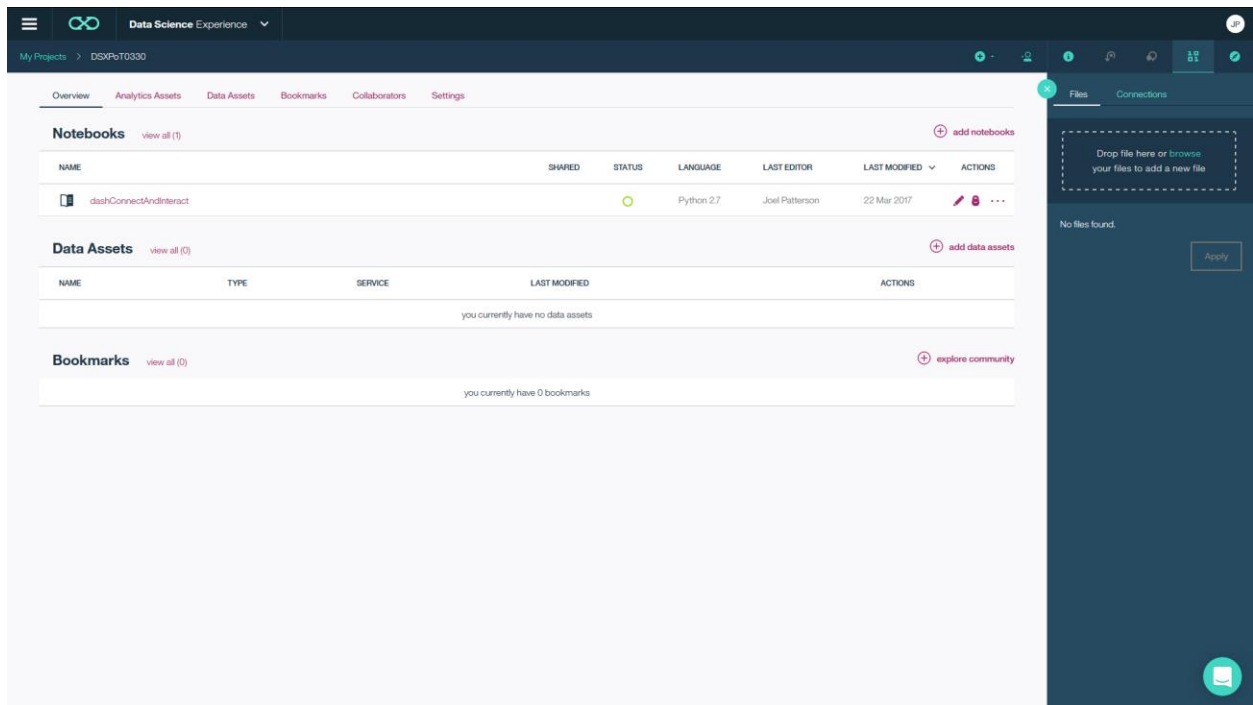 Data Science Experience
JP
My Projects > DSXPoT0330
Overview Analytics Assets Data Assets Bookmarks Collaborators Settings
Notebooks view all (1) add notebooks
NAME SHARED STATUS LANGUAGE LAST EDITOR LAST MODIFIED ACTIONS
dashConnectAndInteract Python 2.7 Joel Patterson 22 Mar 2017
Data Assets view all (0) add data assets
NAME TYPE SERVICE LAST MODIFIED ACTIONS
you currently have no data assets
Bookmarks view all (0) explore community
you currently have 0 bookmarks
Files Connections
Drop file here or browse
your files to add a new file
No files found.
Apply